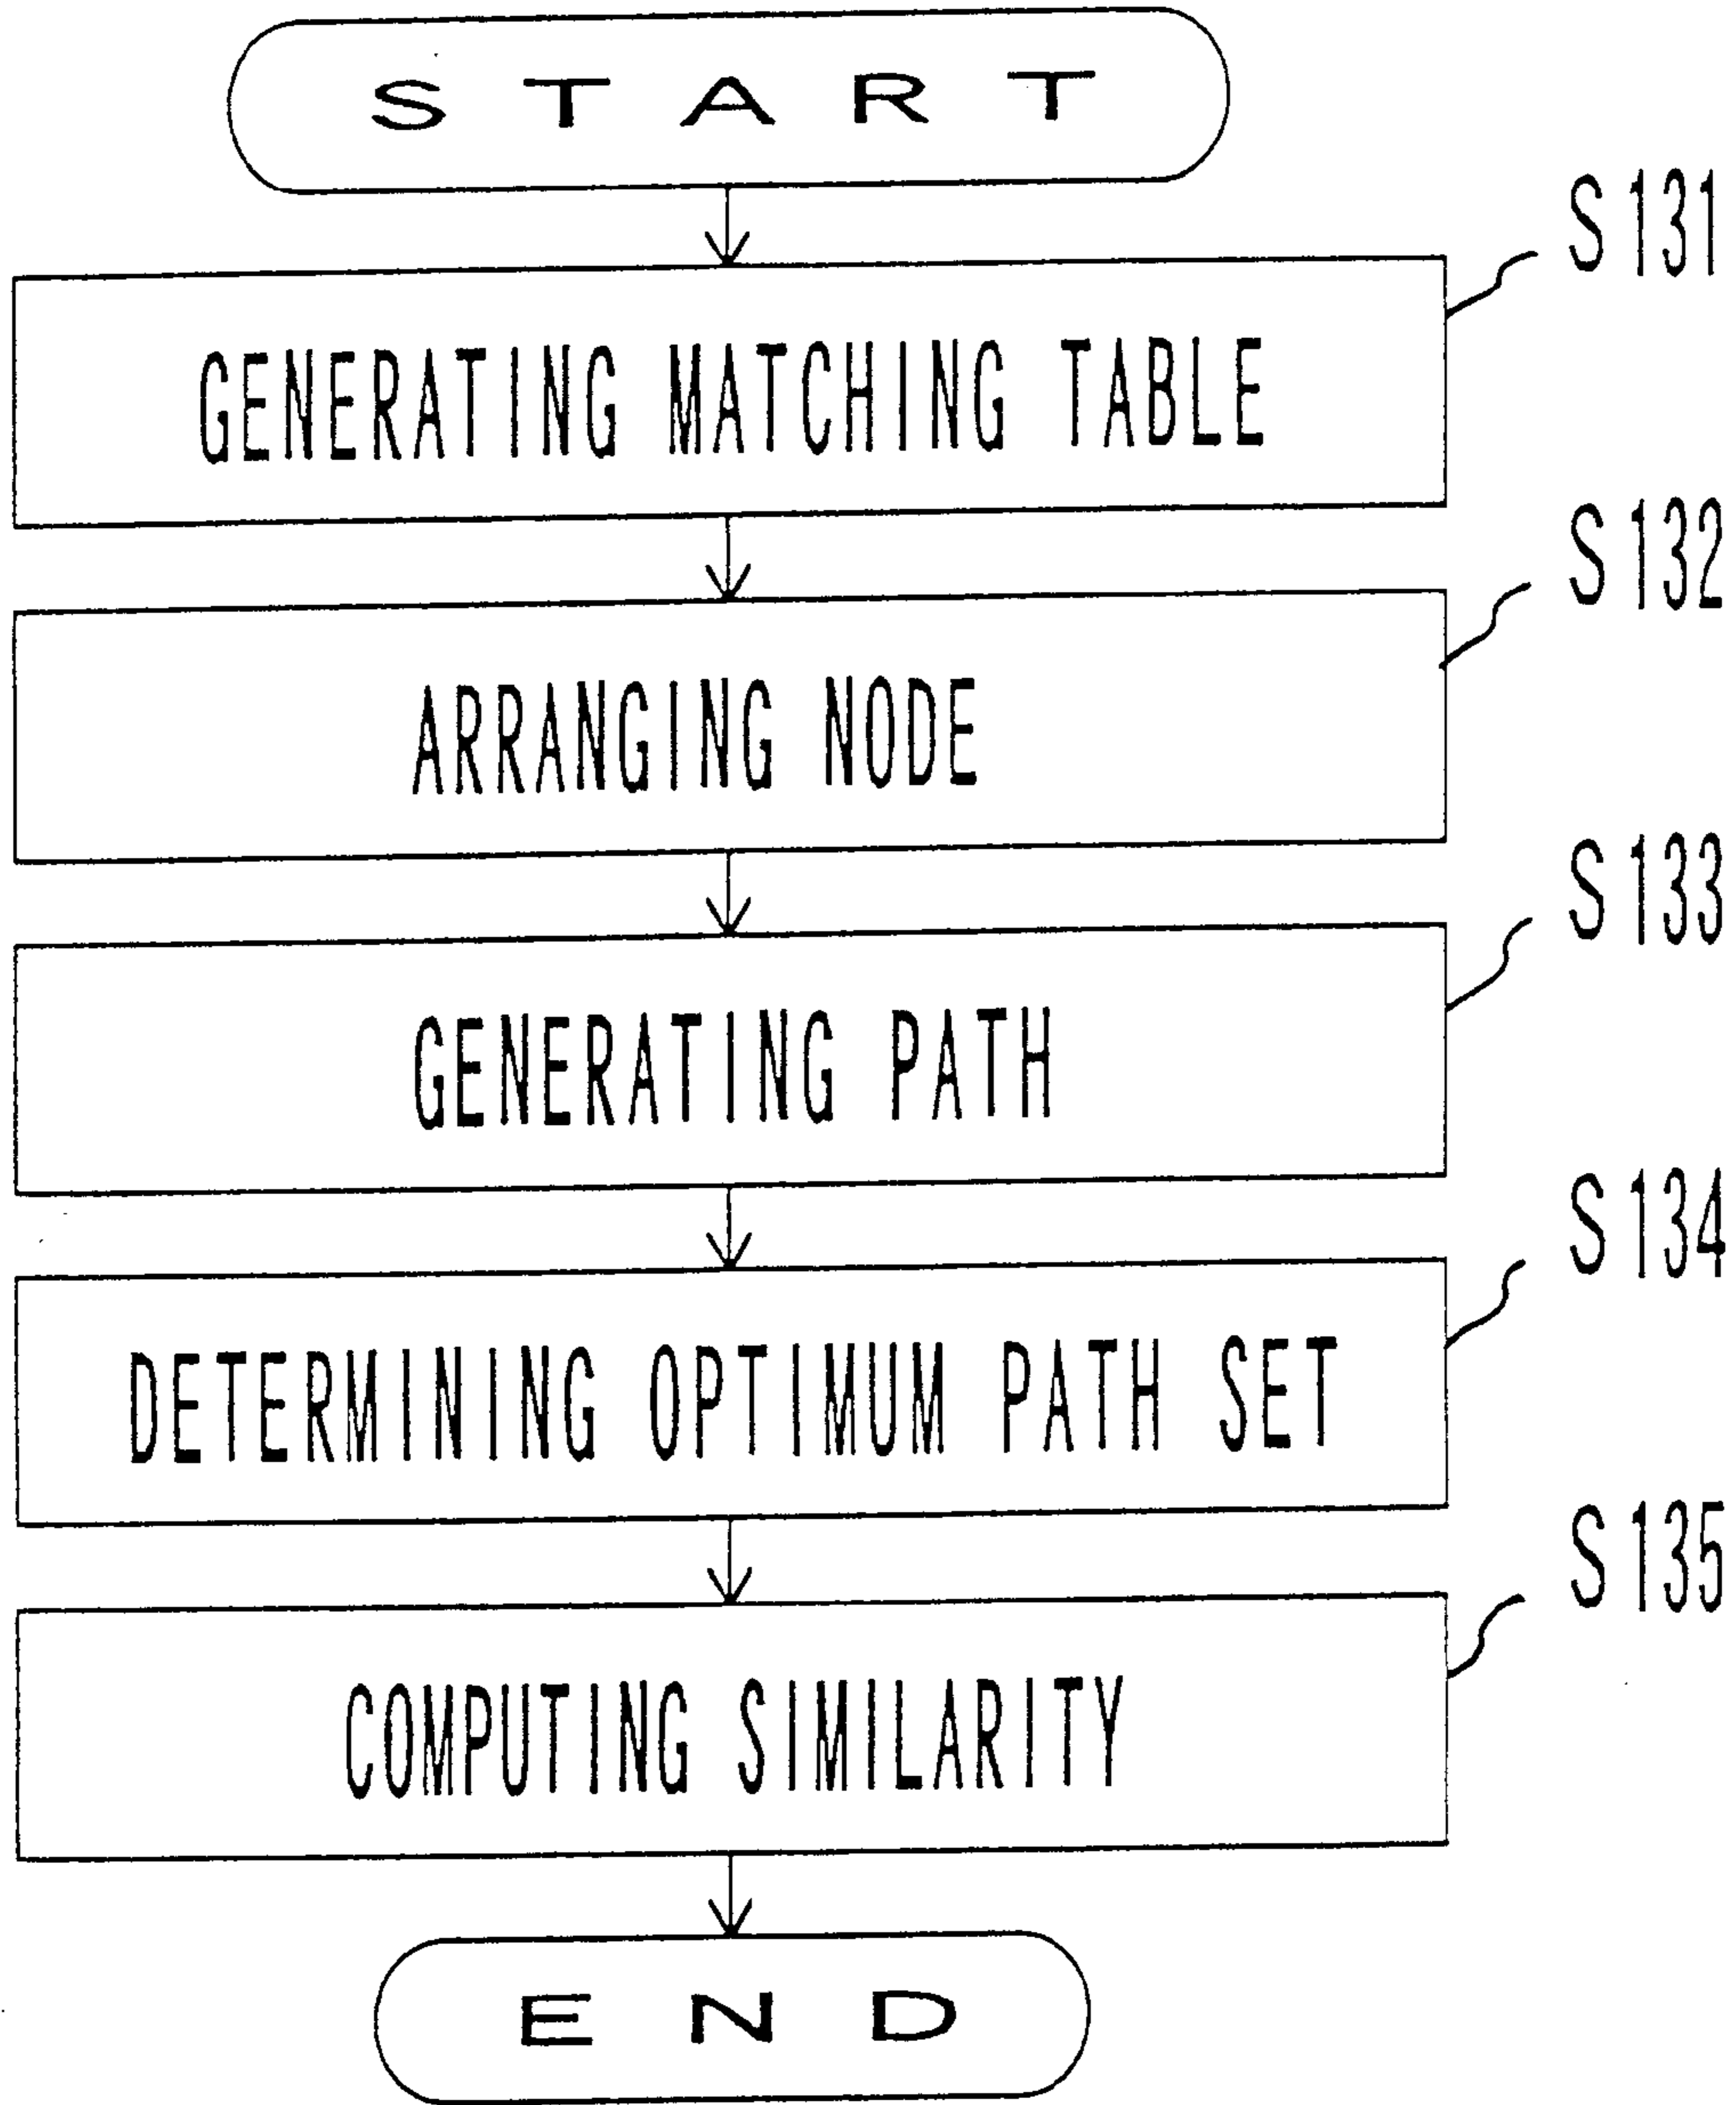 START
S131
GENERATING MATCHING TABLE
S132
ARRANGING NODE
S133
GENERATING PATH
S134
DETERMINING OPTIMUM PATH SET
S135
COMPUTING SIMILARITY
END